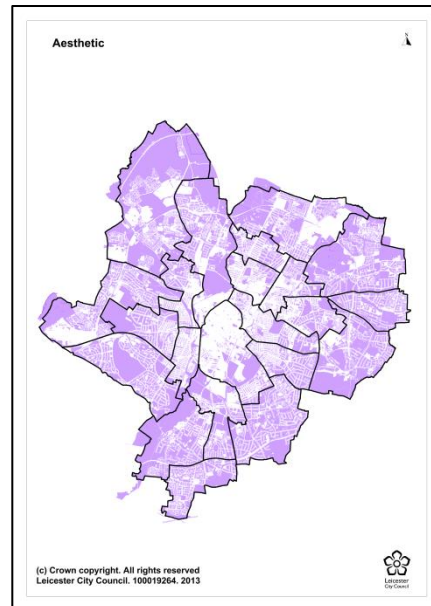 Aesthetic
(c) Crown copyright. All rights reserved
Leicester City Council. 100019264. 2013
Leicester
City Council